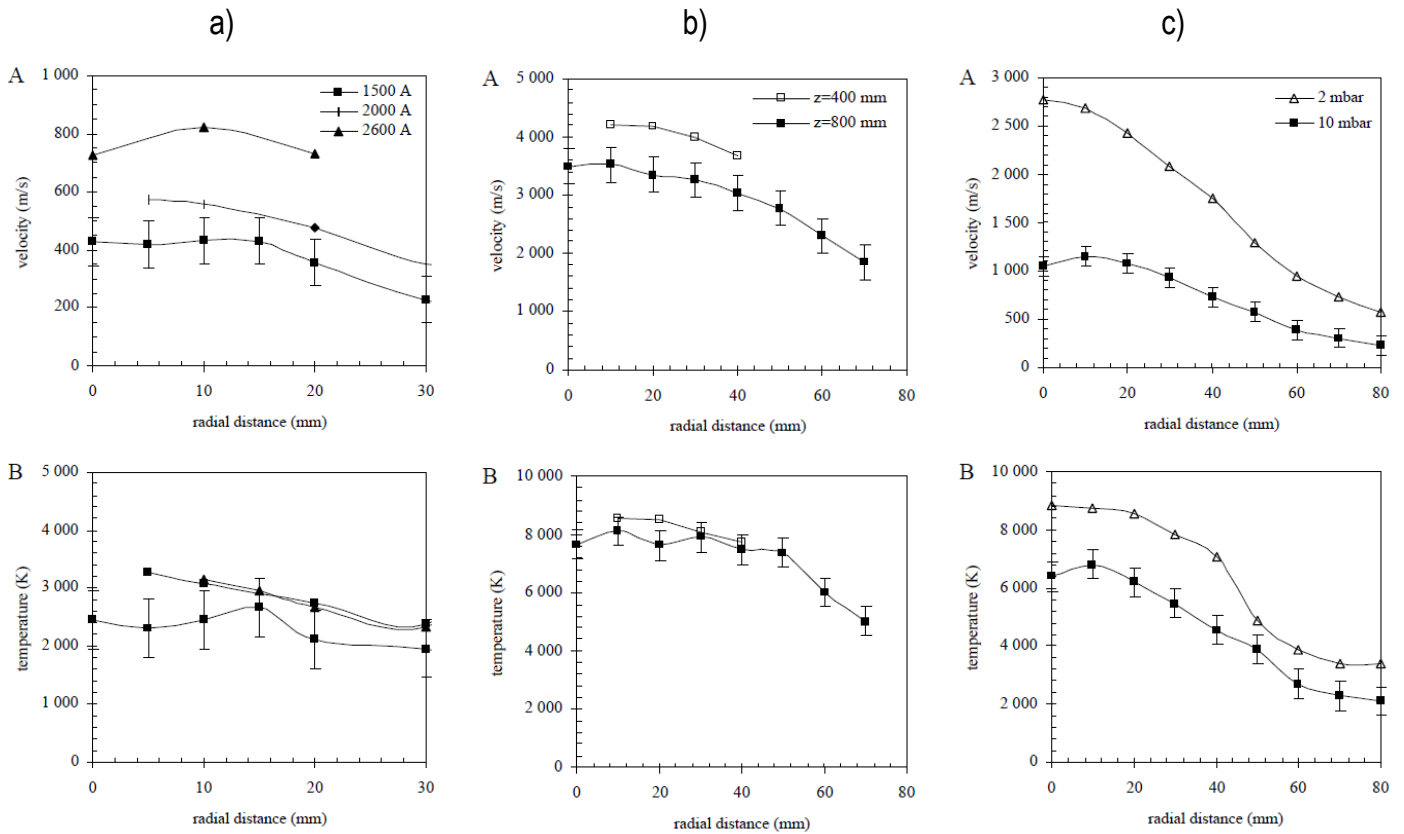 a)
b)
c)
A
1 000
800
600
400
200
0
velocity (m/s)
1500 A
2000 A
2600 A
0 10 20 30
radial distance (mm)
A
5 000
4 000
3 000
2 000
1 000
0
velocity (m/s)
z=400 mm
z=800 mm
0 20 40 60 80
radial distance (mm)
A
3 000
2 500
2 000
1 500
1 000
500
0
velocity (m/s)
2 mbar
10 mbar
0 10 20 30 40 50 60 70 80
radial distance (mm)
B
5 000
4 000
3 000
2 000
1 000
0
temperature (K)
0 10 20 30
radial distance (mm)
B
10 000
8 000
6 000
4 000
2 000
0
temperature (K)
0 20 40 60 80
radial distance (mm)
B
10 000
8 000
6 000
4 000
2 000
0
temperature (K)
0 20 40 60 80
radial distance (mm)